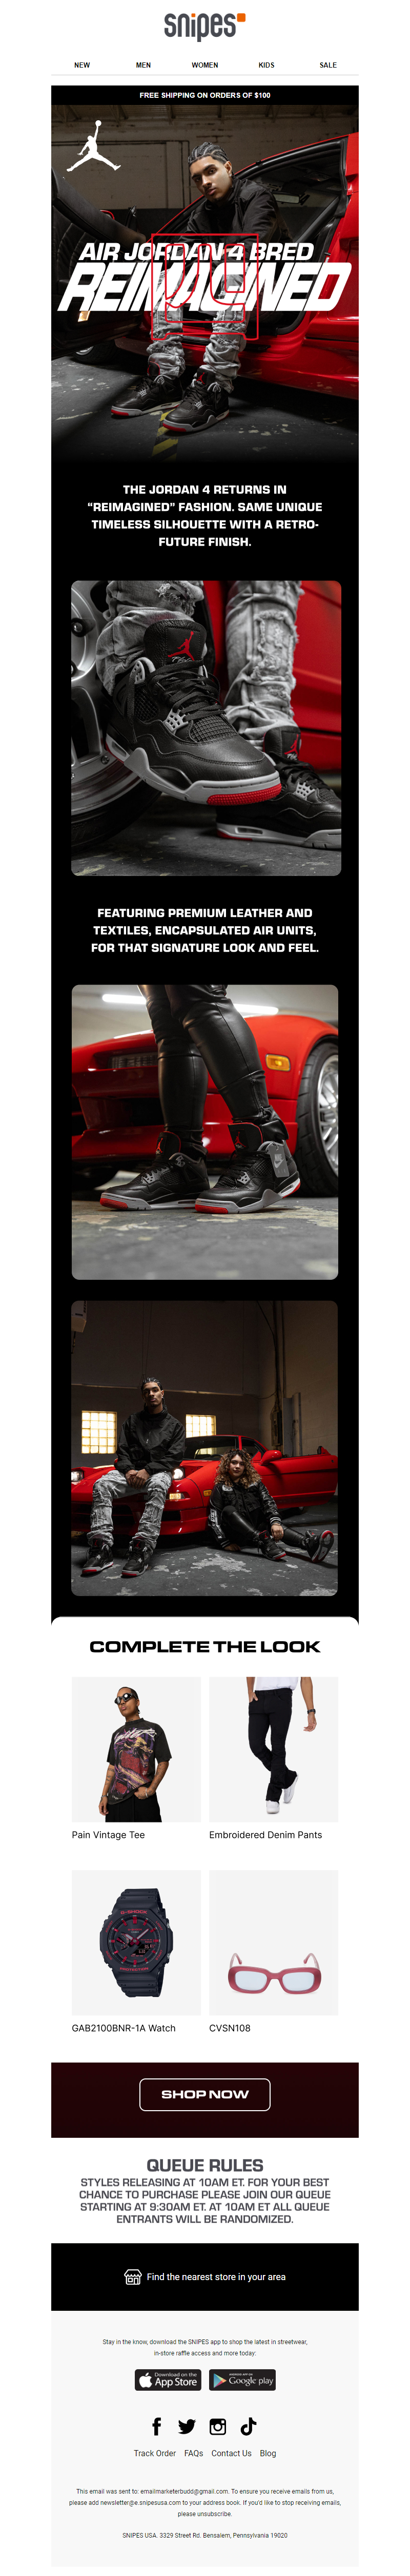 snipes
NEW MEN WOMEN KIDS SALE
FREE SHIPPING ON ORDERS OF $100
AIR JORDAN 4 BRED
REIMAGINED
THE JORDAN 4 RETURNS IN
“REIMAGINED” FASHION. SAME UNIQUE
TIMELESS SILHOUETTE WITH A RETRO-
FUTURE FINISH.
FEATURING PREMIUM LEATHER AND
TEXTILES, ENCAPSULATED AIR UNITS,
FOR THAT SIGNATURE LOOK AND FEEL.
COMPLETE THE LOOK
Pain Vintage Tee
Embroidered Denim Pants
G-SHOCK
GAB2100BNR-1A Watch
CVSN108
SHOP NOW
QUEUE RULES
STYLES RELEASING AT 10AM ET. FOR YOUR BEST
CHANCE TO PURCHASE PLEASE JOIN OUR QUEUE
STARTING AT 9:30AM ET. AT 10AM ET ALL QUEUE
ENTRANTS WILL BE RANDOMIZED.
Find the nearest store in your area
Stay in the know, download the SNIPES app to shop the latest in streetwear,
in-store raffle access and more today:
Download on the
App Store
Google play
Track Order FAQs Contact Us Blog
This email was sent to: emailmarketerbudd@gmail.com. To ensure you receive emails from us,
please add newsletter@e.snipesusa.com to your address book. If you'd like to stop receiving emails,
please unsubscribe.
SNIPES USA. 3329 Street Rd. Bensalem, Pennsylvania 19020